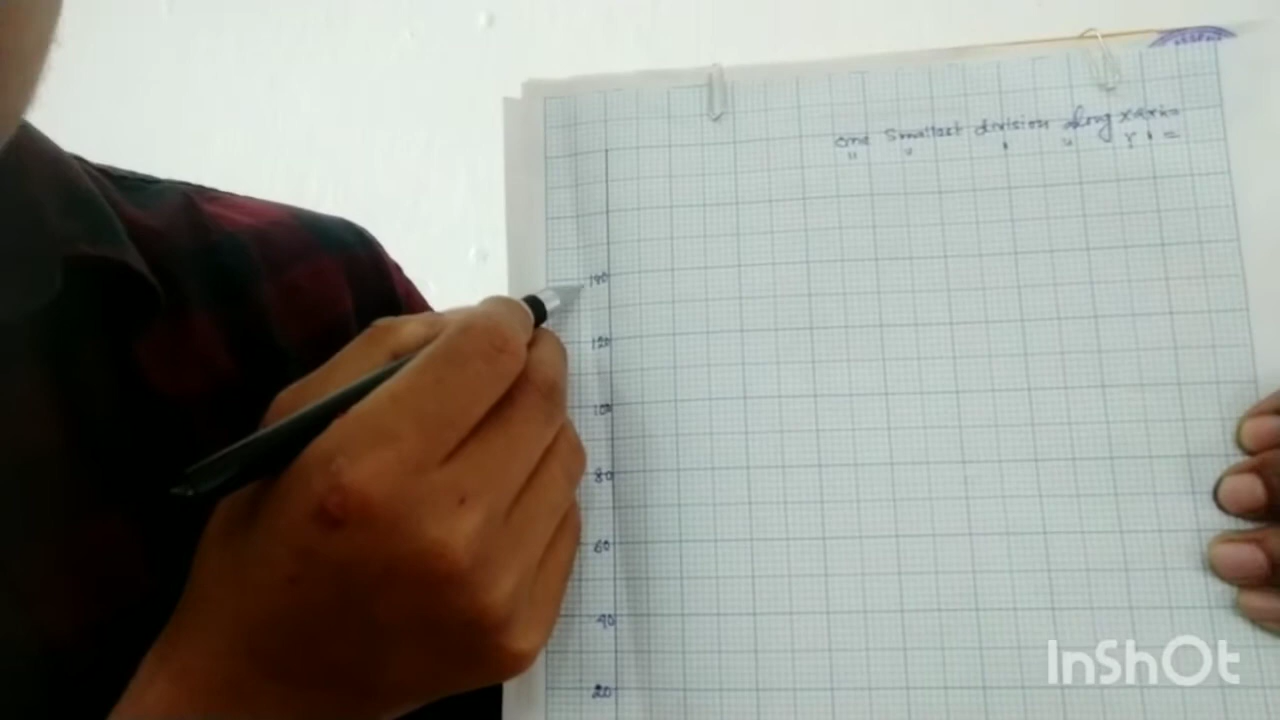 one smallest division along x axis =
" " " " Y " =
140
120
100
80
60
40
20
InShOt